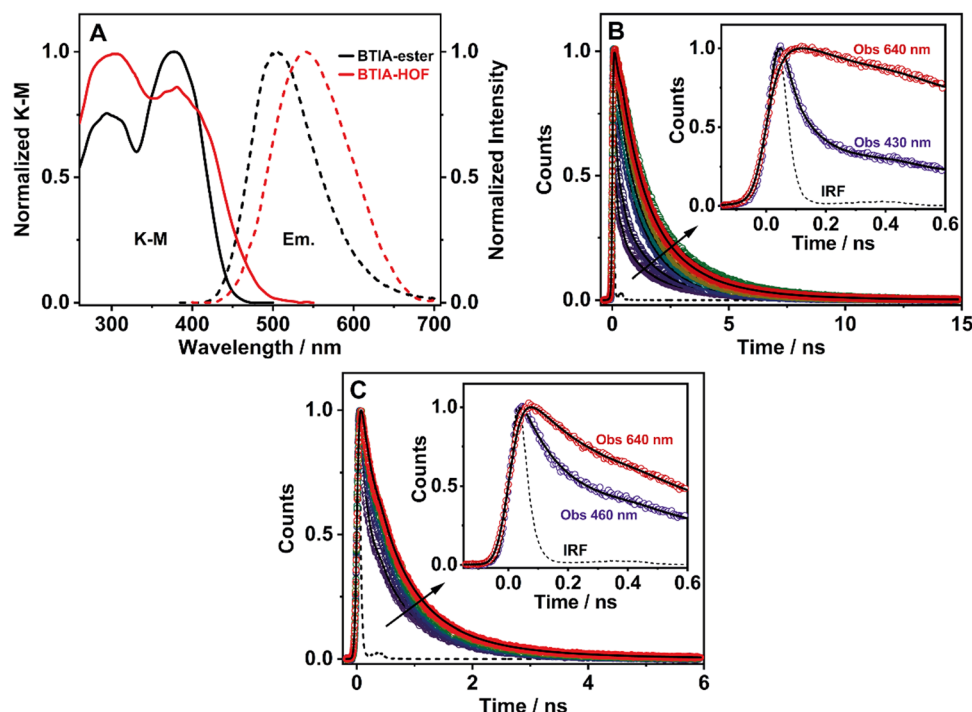 A
BTIA-ester
BTIA-HOF
K-M
Em.
Normalized K-M
Normalized Intensity
1.0
0.5
0.0
1.0
0.5
0.0
300 400 500 600 700
Wavelength / nm
B
Counts
1.0
0.5
0.0
0 5 10 15
Time / ns
Counts
1.0
0.5
0.0
Obs 640 nm
Obs 430 nm
IRF
0.0 0.2 0.4 0.6
Time / ns
C
Counts
1.0
0.5
0.0
0 2 4 6
Time / ns
Counts
1.0
0.5
0.0
Obs 640 nm
Obs 460 nm
IRF
0.0 0.2 0.4 0.6
Time / ns